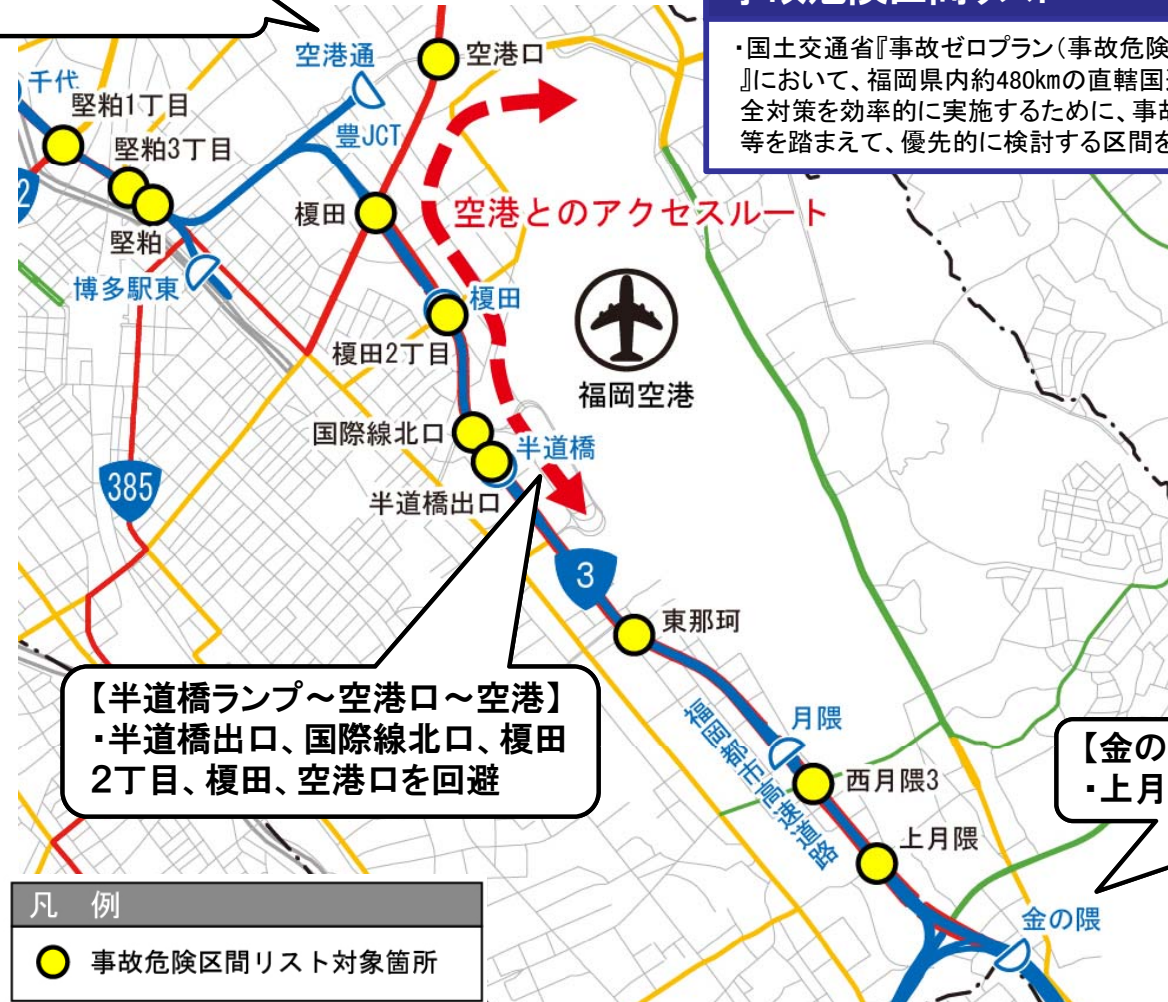 ・国土交通省『事故ゼロプラン(事故危険
』において、福岡県内約480kmの直轄国
全対策を効率的に実施するために、事
等を踏まえて、優先的に検討する区間を
空港通
空港口
千代
堅粕1丁目
豊JCT
堅粕3丁目
榎田
空港とのアクセスルート
堅粕
博多駅東
榎田
榎田2丁目
福岡空港
国際線北口
半道橋
385
半道橋出口
3
東那珂
【半道橋ランプ～空港口～空港】
・半道橋出口、国際線北口、榎田
2丁目、榎田、空港口を回避
月隈
福岡都市高速道路
西月隈3
【金の
・上月
上月隈
金の隈
凡 例
事故危険区間リスト対象箇所